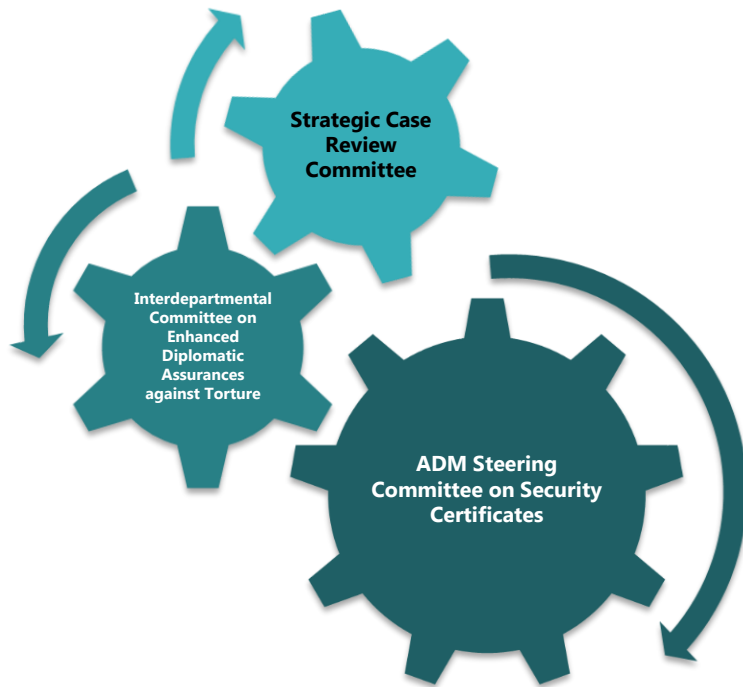 Strategic Case
Review
Committee
Interdepartmental
Committee on
Enhanced
Diplomatic
Assurances
against Torture
ADM Steering
Committee on Security
Certificates